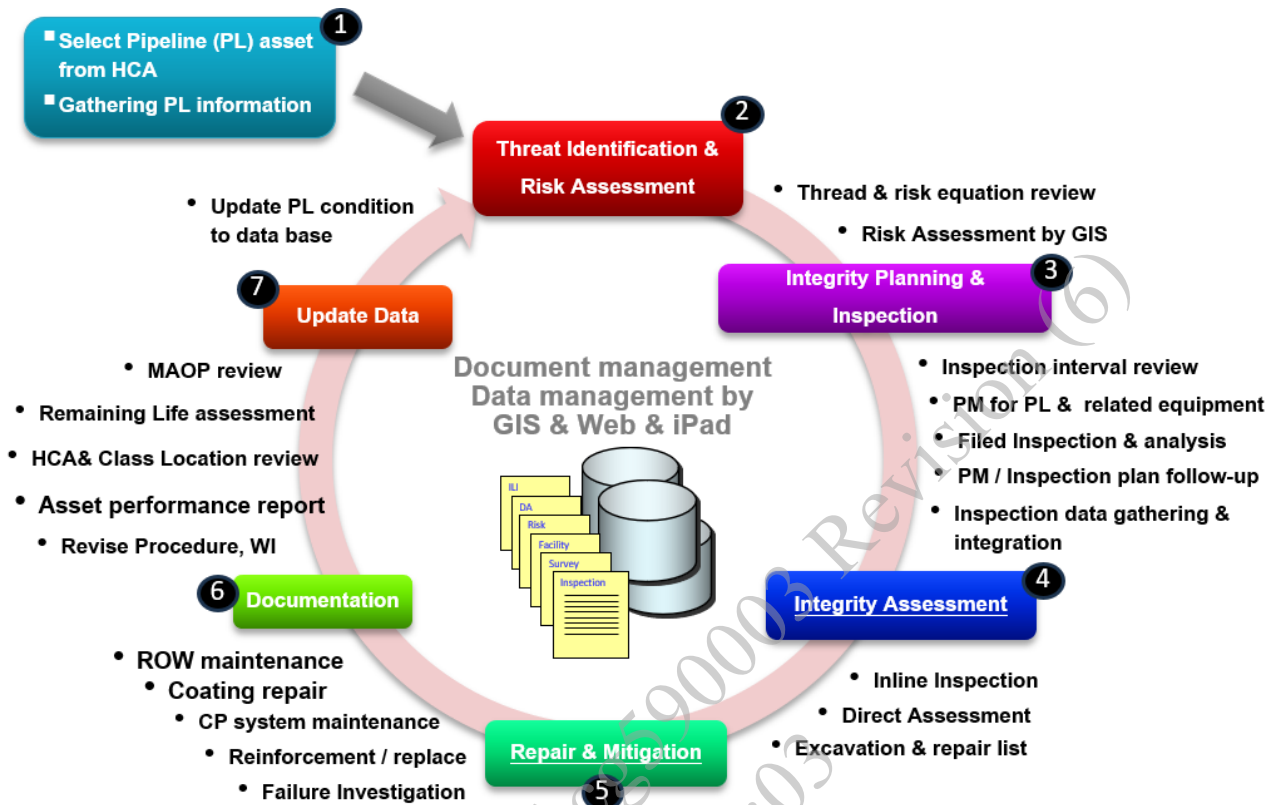 1
▪ Select Pipeline (PL) asset
from HCA
▪ Gathering PL information
2
Threat Identification &
Risk Assessment
• Thread & risk equation review
• Risk Assessment by GIS
3
Integrity Planning &
Inspection
• Inspection interval review
• PM for PL & related equipment
• Filed Inspection & analysis
• PM / Inspection plan follow-up
• Inspection data gathering &
integration
4
Integrity Assessment
• Inline Inspection
• Direct Assessment
• Excavation & repair list
Repair & Mitigation
5
• ROW maintenance
• Coating repair
• CP system maintenance
• Reinforcement / replace
• Failure Investigation
6
Documentation
• MAOP review
• Remaining Life assessment
• HCA& Class Location review
• Asset performance report
• Revise Procedure, WI
7
Update Data
• Update PL condition
to data base
Document management
Data management by
GIS & Web & iPad
ILI
DA
Risk
Facility
Survey
Inspection
590003 Revision (6)